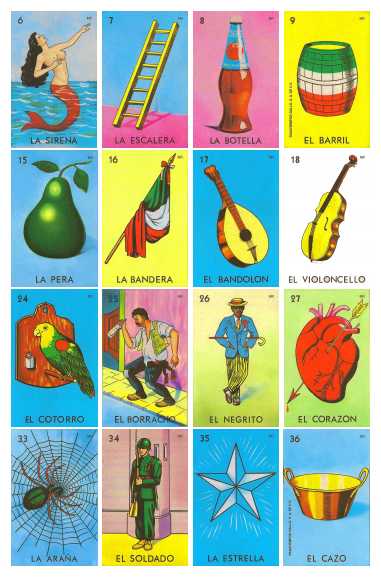 6
LA SIRENA
7
LA ESCALERA
8
LA BOTELLA
9
EL BARRIL
15
LA PERA
16
LA BANDERA
17
EL BANDOLON
18
EL VIOLONCELLO
24
EL COTORRO
25
EL BORRACHO
26
EL NEGRITO
27
EL CORAZON
33
LA ARAÑA
34
EL SOLDADO
35
LA ESTRELLA
36
EL CAZO